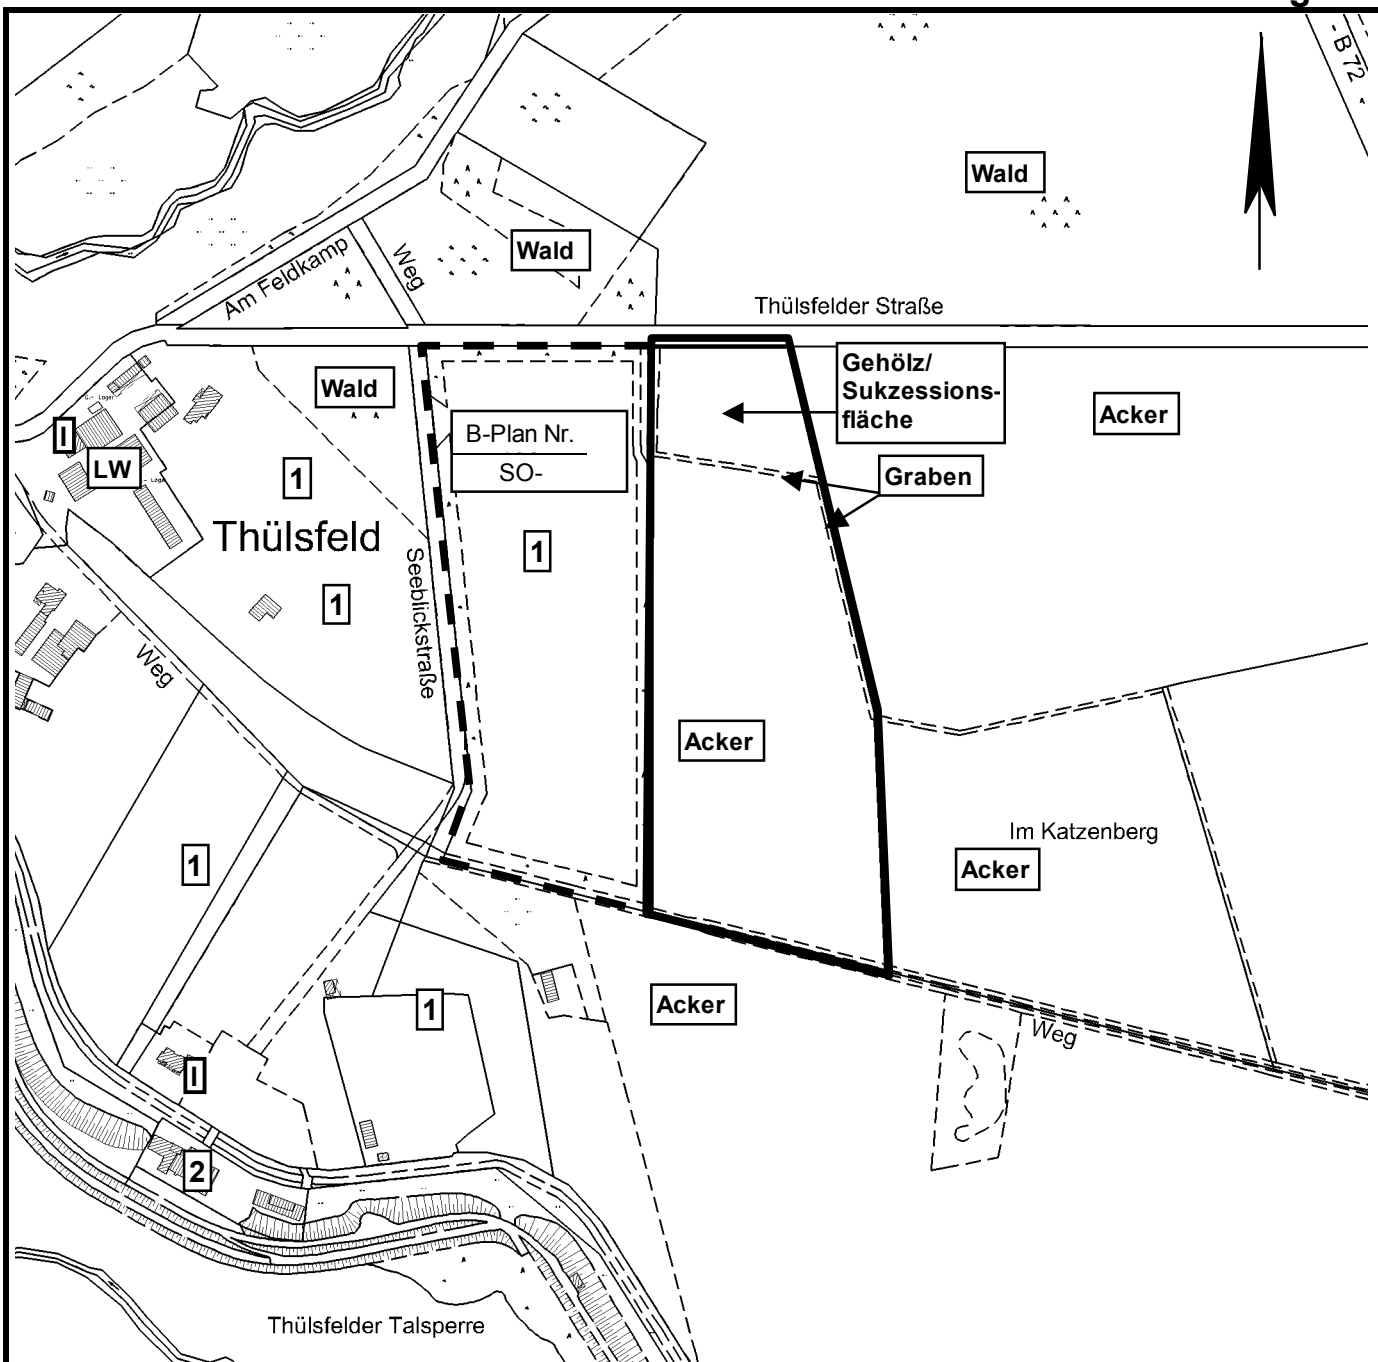 - B 72
Wald
Wald
Am Feldkamp
Weg
Thülsfelder Straße
Wald
Gehölz/
Sukzessions-
fläche
Acker
I
LW
B-Plan Nr.
SO-
1
Graben
Thülsfeld
1
1
Seeblickstraße
Weg
Acker
Im Katzenberg
Acker
1
1
Acker
Weg
I
2
Thülsfelder Talsperre